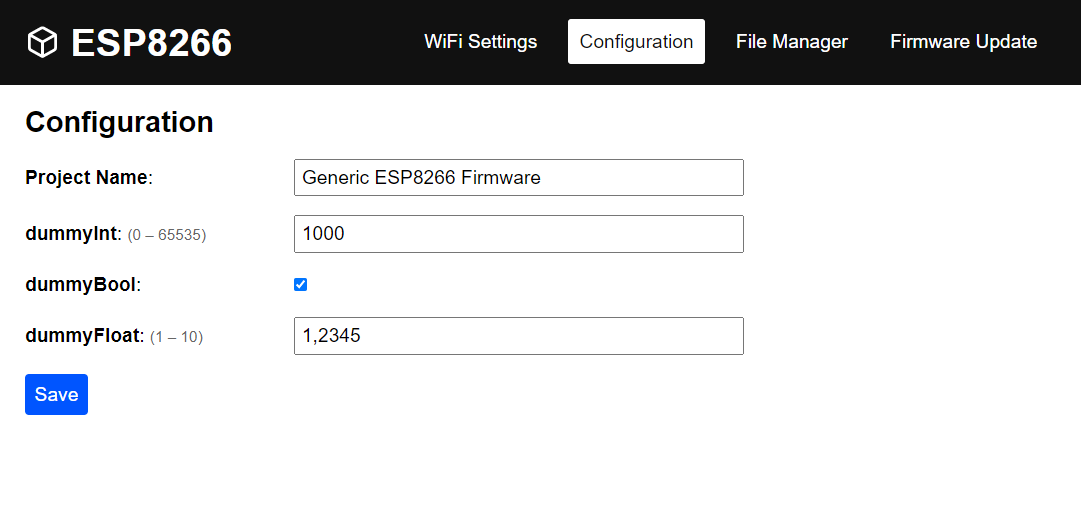 ESP8266 WiFi Settings Configuration File Manager Firmware Update
Configuration
Project Name: Generic ESP8266 Firmware
dummyInt: (0 – 65535) 1000
dummyBool:
dummyFloat: (1 – 10) 1,2345
Save